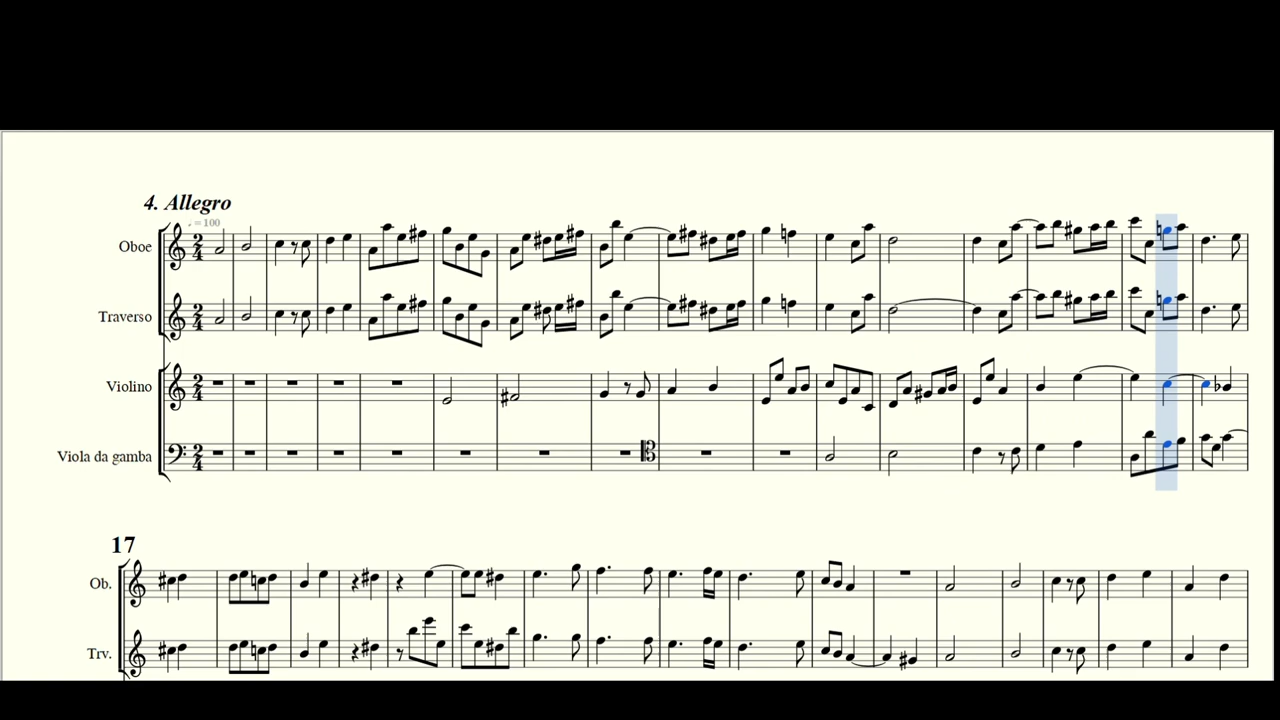 4. Allegro
♩ = 100
Oboe
Traverso
Violino
Viola da gamba
17
Ob.
Trv.